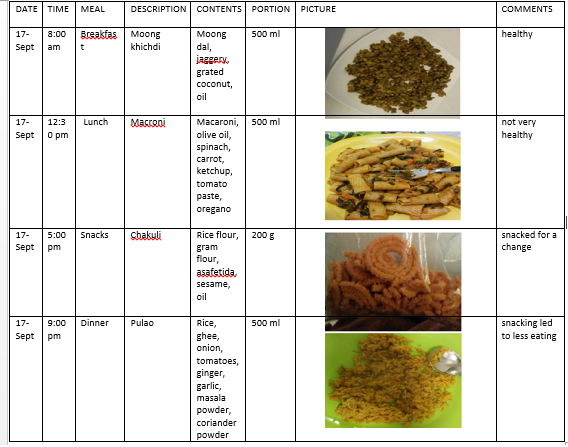 DATE TIME MEAL DESCRIPTION CONTENTS PORTION PICTURE COMMENTS
17-
Sept
8:00
am
Breakfas
t
Moong
khichdi
Moong
dal,
jaggery,
grated
coconut,
oil
500 ml
healthy
17-
Sept
12:3
0 pm
Lunch
Macroni
Macaroni,
olive oil,
spinach,
carrot,
ketchup,
tomato
paste,
oregano
500 ml
not very
healthy
17-
Sept
5:00
pm
Snacks
Chakuli
Rice flour,
gram
flour,
asafetida,
sesame,
oil
200 g
snacked for a
change
17-
Sept
9:00
pm
Dinner
Pulao
Rice,
ghee,
onion,
tomatoes,
ginger,
garlic,
masala
powder,
coriander
powder
500 ml
snacking led
to less eating